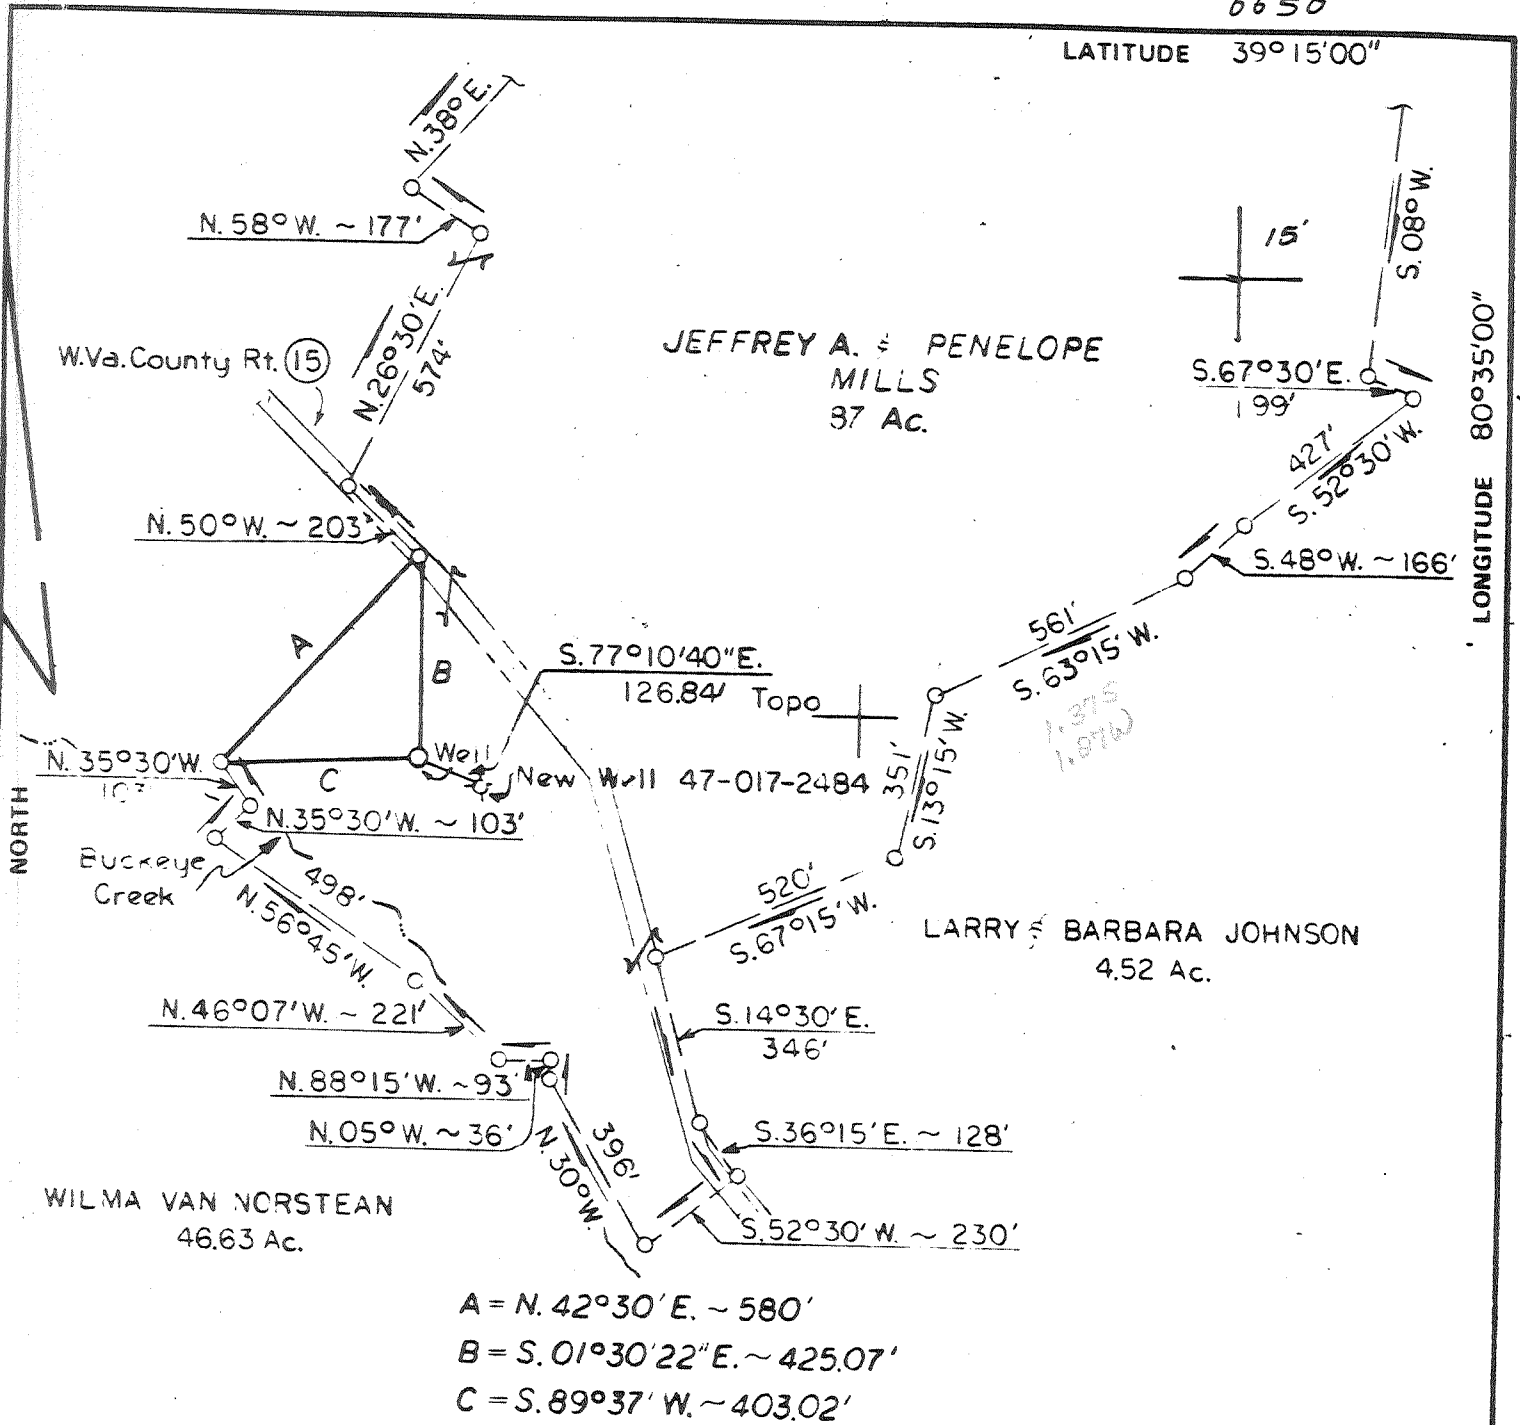 6650
LATITUDE 39°15'00"
N.38°E.
N.58°W. ~ 177'
15'
S.08°W.
W.Va.County Rt. 15
N.26°30'E.
574'
JEFFREY A. & PENELOPE
MILLS
87 Ac.
S.67°30'E.
199'
LONGITUDE 80°35'00"
427'
S.52°30'W.
N.50°W. ~ 203'
S.48°W. ~ 166'
A
B
561'
S.63°15'W.
S.77°10'40"E.
126.84'
Topo
1.375
N.35°30'W.
103'
C
Well
New Well 47-017-2484
351'
S.13°15'W.
NORTH
N.35°30'W. ~ 103'
Buckeye
Creek
498'
N.56°45'W.
520'
S.67°15'W.
LARRY & BARBARA JOHNSON
4.52 Ac.
N.46°07'W. ~ 221'
S.14°30'E.
346'
N.88°15'W. ~ 93'
N.05°W. ~ 36'
396'
N.30°W.
S.36°15'E. ~ 128'
WILMA VAN NORSTEAN
46.63 Ac.
S.52°30'W. ~ 230'
A = N. 42°30'E. ~ 580'
B = S. 01°30'22"E. ~ 425.07'
C = S. 89°37' W. ~ 403.02'